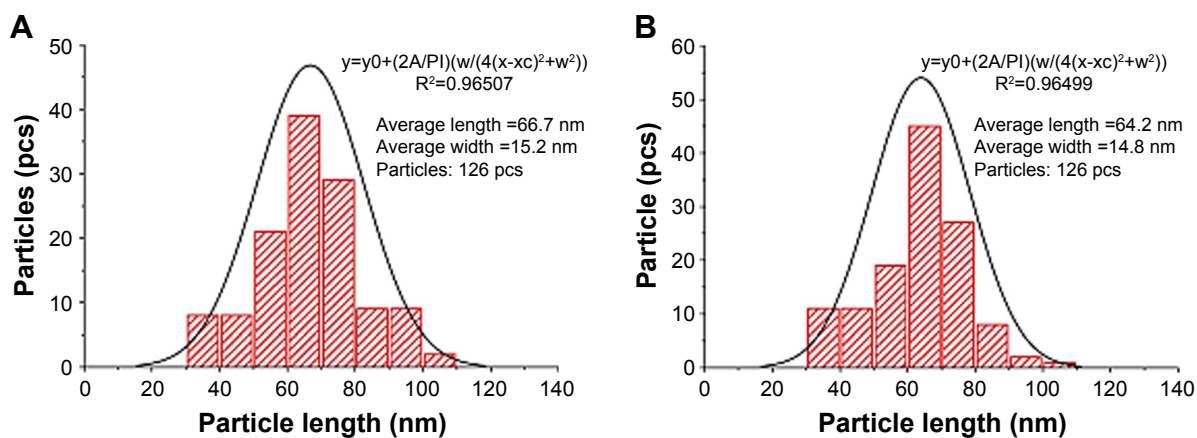 A
50
40
30
20
10
0
Particles (pcs)
y=y0+(2A/PI)(w/(4(x-xc)²+w²))
R²=0.96507
Average length =66.7 nm
Average width =15.2 nm
Particles: 126 pcs
0 20 40 60 80 100 120 140
Particle length (nm)
B
60
50
40
30
20
10
0
Particle (pcs)
y=y0+(2A/PI)(w/(4(x-xc)²+w²))
R²=0.96499
Average length =64.2 nm
Average width =14.8 nm
Particles: 126 pcs
0 20 40 60 80 100 120 140
Particle length (nm)